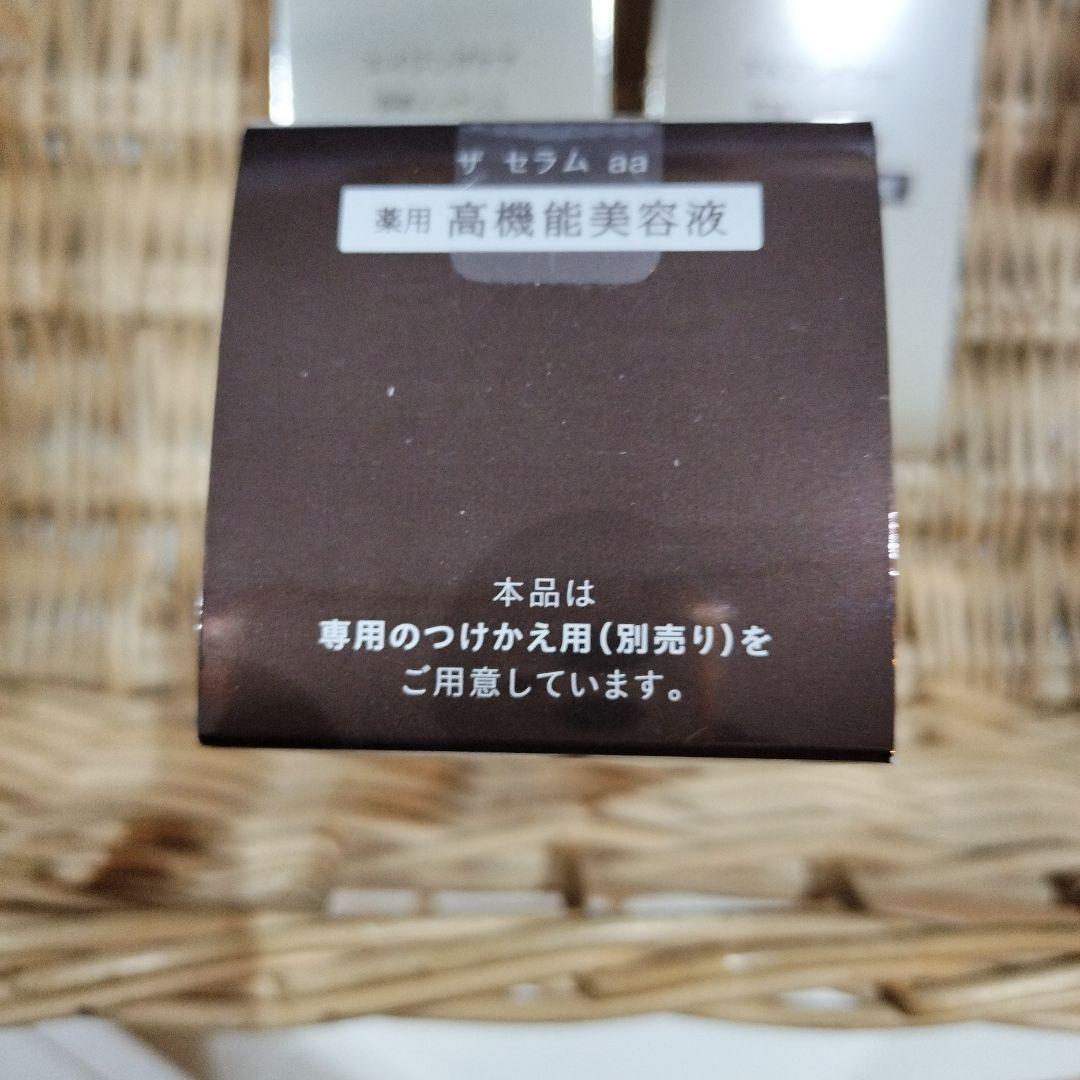 ザ セラム aa
薬用 高機能美容液
本品は
専用のつけかえ用(別売り)を
ご用意しています。